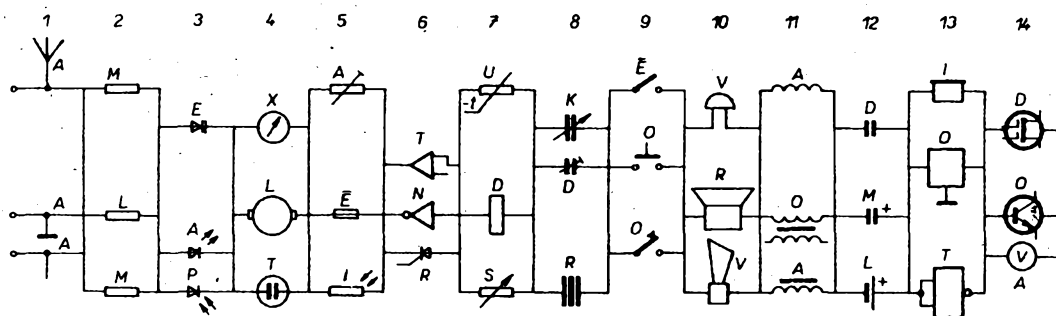 1 2 3 4 5 6 7 8 9 10 11 12 13 14
A M A U A I
E X K Ē V D D
T O O
L D D R O
A L Ē N M + O
A A O V V
P T I R S R A L + T A
M